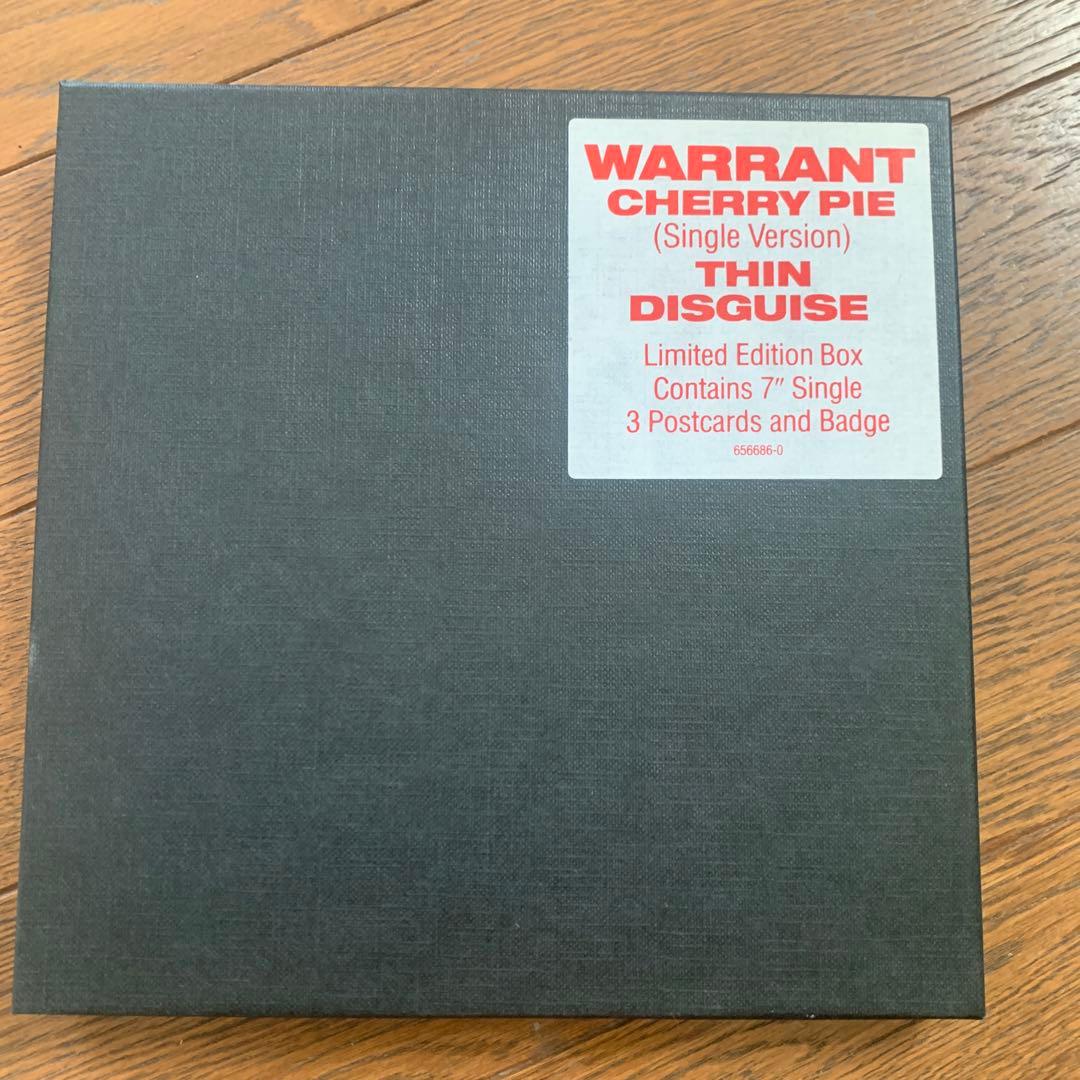 WARRANT
CHERRY PIE
(Single Version)
THIN
DISGUISE
Limited Edition Box
Contains 7" Single
3 Postcards and Badge
656686-0